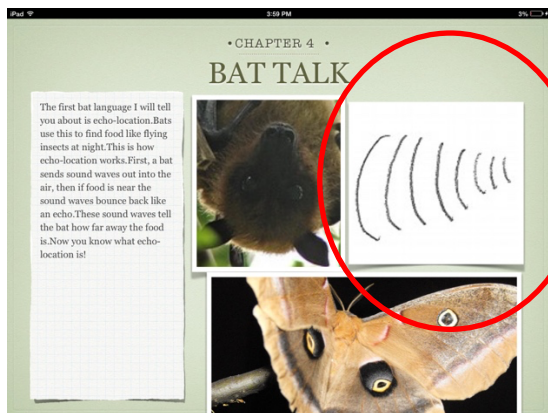 iPad
3:59 PM
3%
• CHAPTER 4 •
BAT TALK
The first bat language I will tell
you about is echo-location.Bats
use this to find food like flying
insects at night.This is how
echo-location works.First, a bat
sends sound waves out into the
air, then if food is near the
sound waves bounce back like
an echo.These sound waves tell
the bat how far away the food
is.Now you know what echo-
location is!